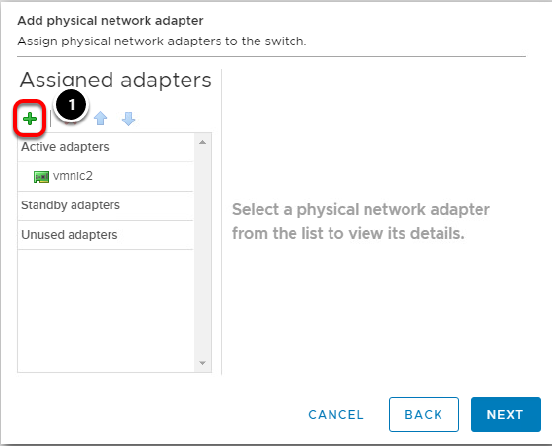 Add physical network adapter
Assign physical network adapters to the switch.
Assigned adapters
1
Active adapters
vmnic2
Standby adapters
Unused adapters
Select a physical network adapter
from the list to view its details.
CANCEL
BACK
NEXT